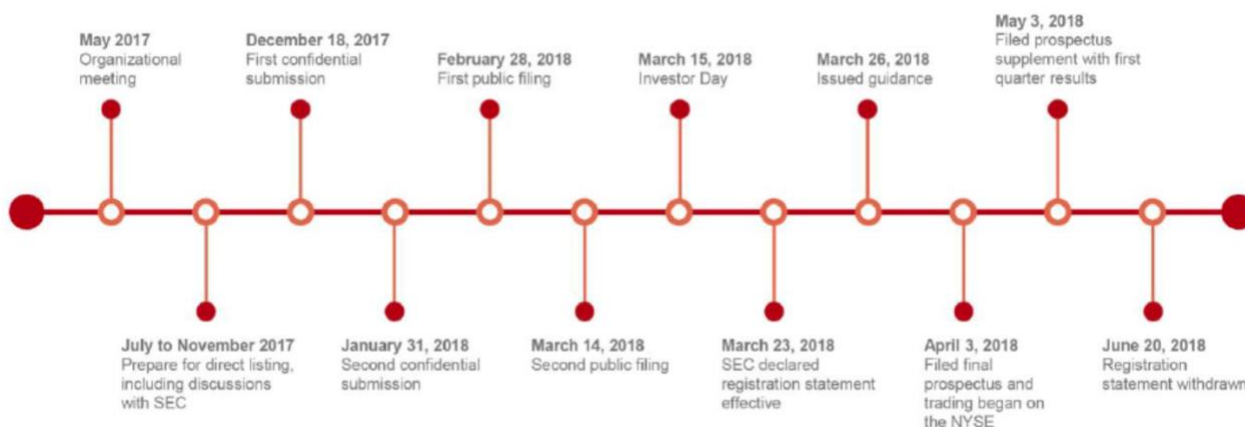 May 2017
Organizational
meeting
December 18, 2017
First confidential
submission
February 28, 2018
First public filing
March 15, 2018
Investor Day
March 26, 2018
Issued guidance
May 3, 2018
Filed prospectus
supplement with first
quarter results
July to November 2017
Prepare for direct listing,
including discussions
with SEC
January 31, 2018
Second confidential
submission
March 14, 2018
Second public filing
March 23, 2018
SEC declared
registration statement
effective
April 3, 2018
Filed final
prospectus and
trading began on
the NYSE
June 20, 2018
Registration
statement withdrawn